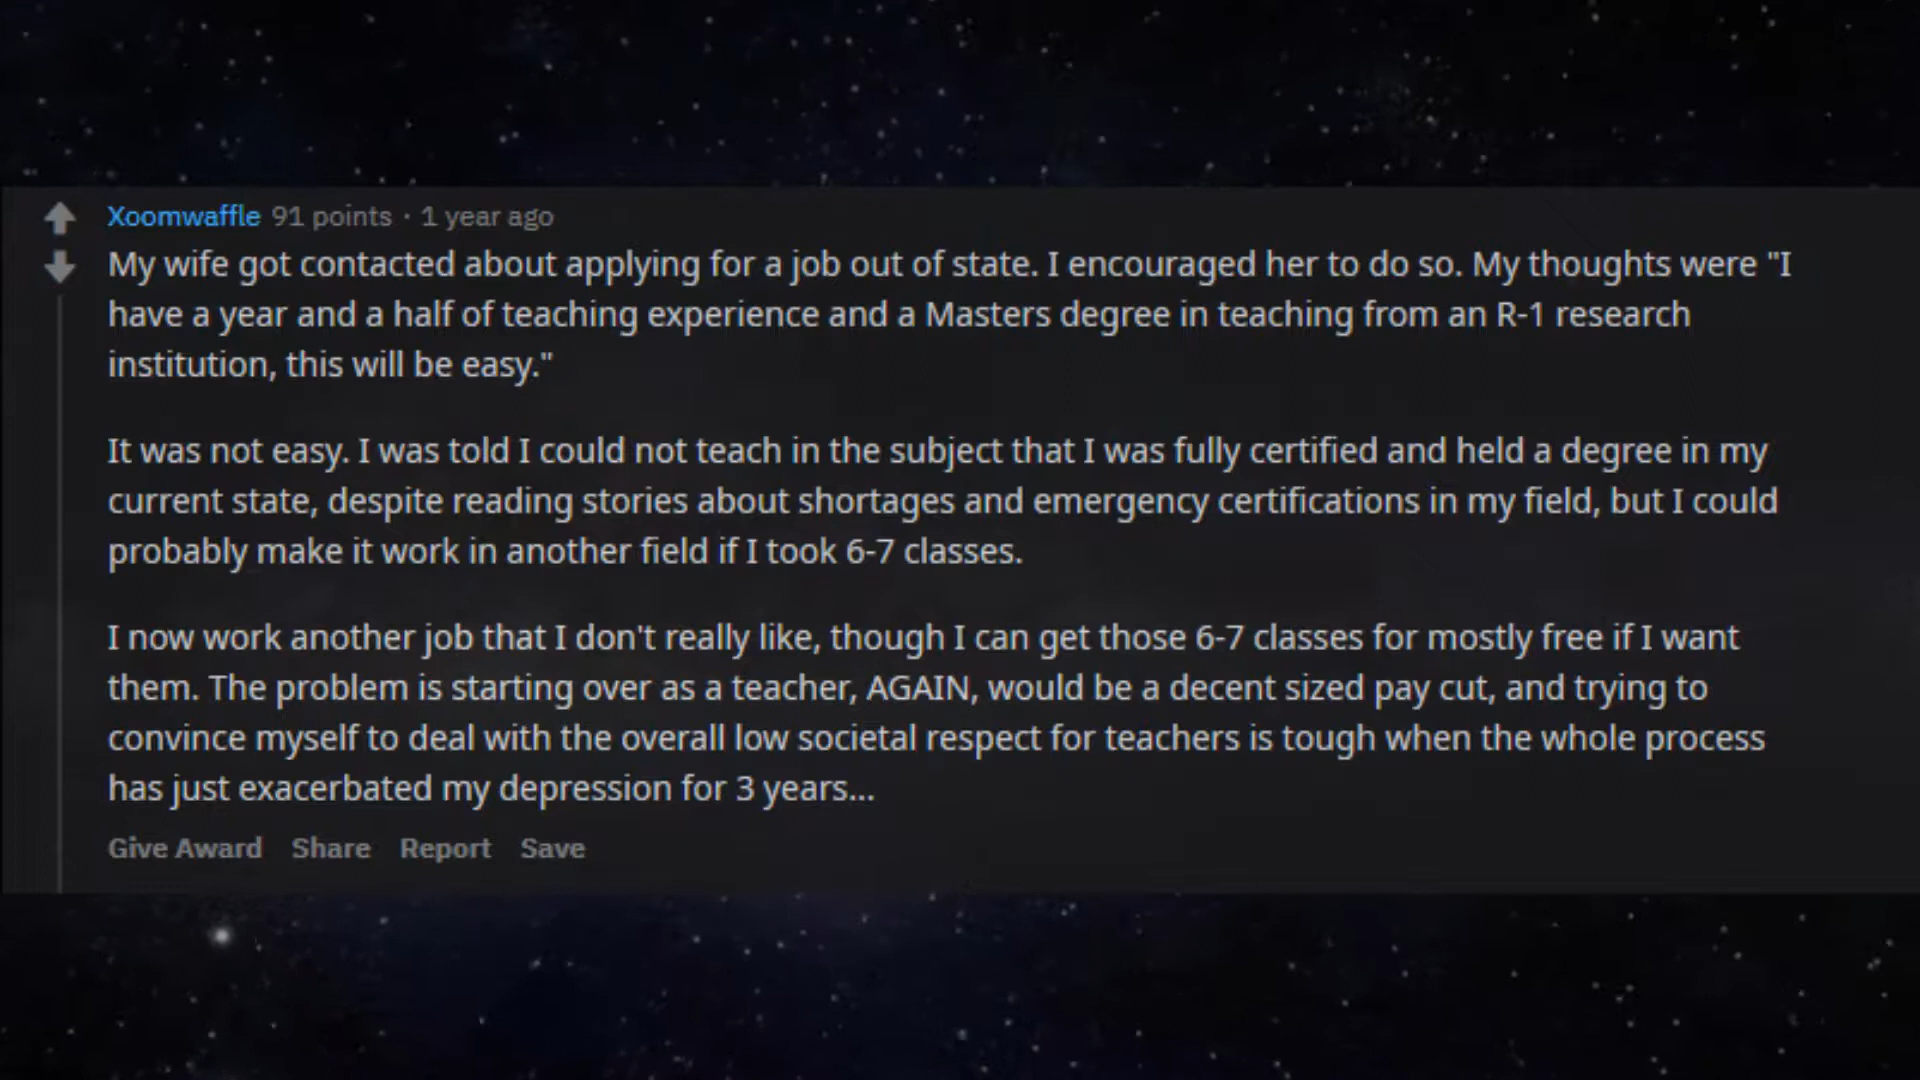 Xoomwaffle 91 points · 1 year ago
My wife got contacted about applying for a job out of state. I encouraged her to do so. My thoughts were "I
have a year and a half of teaching experience and a Masters degree in teaching from an R-1 research
institution, this will be easy."
It was not easy. I was told I could not teach in the subject that I was fully certified and held a degree in my
current state, despite reading stories about shortages and emergency certifications in my field, but I could
probably make it work in another field if I took 6-7 classes.
I now work another job that I don't really like, though I can get those 6-7 classes for mostly free if I want
them. The problem is starting over as a teacher, AGAIN, would be a decent sized pay cut, and trying to
convince myself to deal with the overall low societal respect for teachers is tough when the whole process
has just exacerbated my depression for 3 years...
Give Award Share Report Save